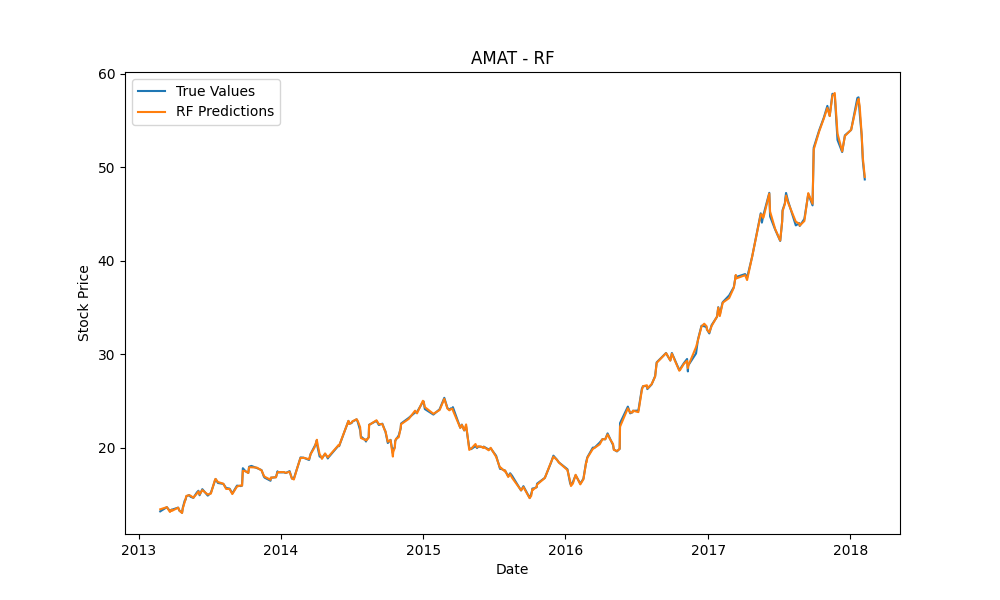 AMAT - RF
True Values
RF Predictions
Stock Price
60
50
40
30
20
2013
2014
2015
2016
2017
2018
Date